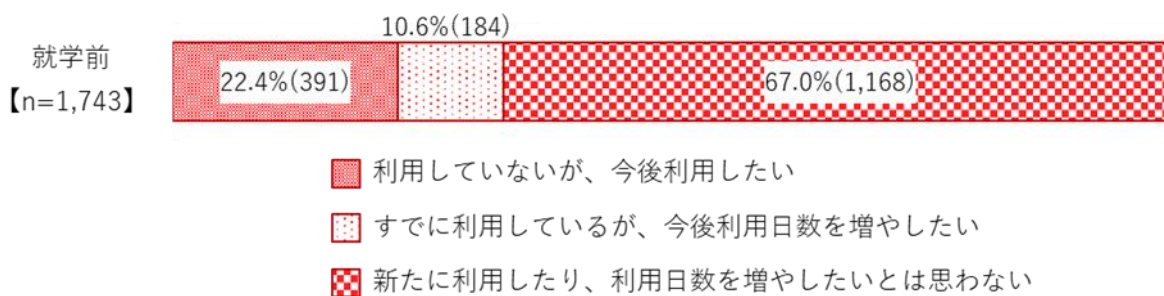 10.6%(184)
就学前
【n=1,743】
22.4%(391)
67.0%(1,168)
利用していないが、今後利用したい
すでに利用しているが、今後利用日数を増やしたい
新たに利用したり、利用日数を増やしたいとは思わない